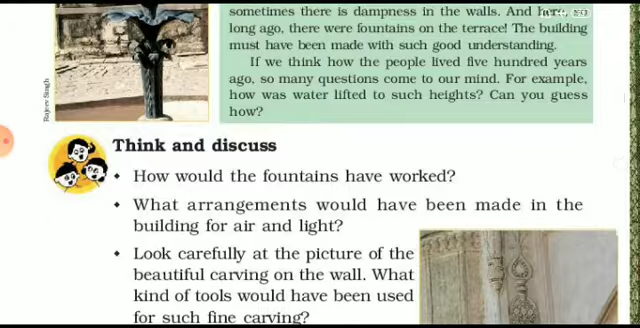 sometimes there is dampness in the walls. And here, so
long ago, there were fountains on the terrace! The building
must have been made with such good understanding.
If we think how the people lived five hundred years
ago, so many questions come to our mind. For example,
how was water lifted to such heights? Can you guess
how?
Rajeev Singh
Think and discuss
• How would the fountains have worked?
• What arrangements would have been made in the
building for air and light?
• Look carefully at the picture of the
beautiful carving on the wall. What
kind of tools would have been used
for such fine carving?